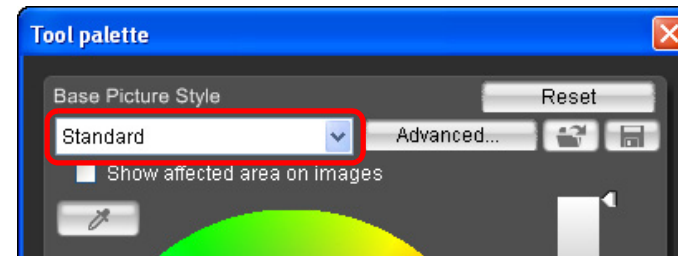 Tool palette
Base Picture Style
Reset
Standard
Advanced...
Show affected area on images